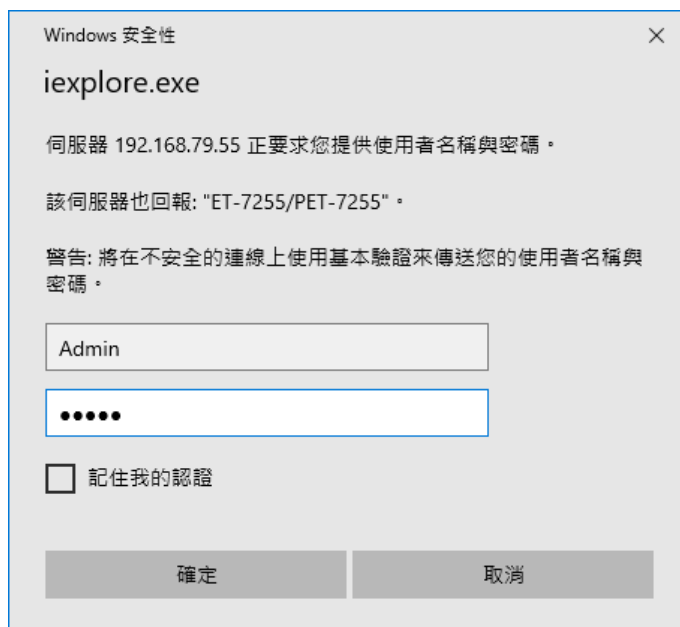 Windows 安全性
iexplore.exe
伺服器 192.168.79.55 正要求您提供使用者名稱與密碼。
該伺服器也回報: "ET-7255/PET-7255"。
警告: 將在不安全的連線上使用基本驗證來傳送您的使用者名稱與
密碼。
Admin
●●●●●
記住我的認證
確定
取消